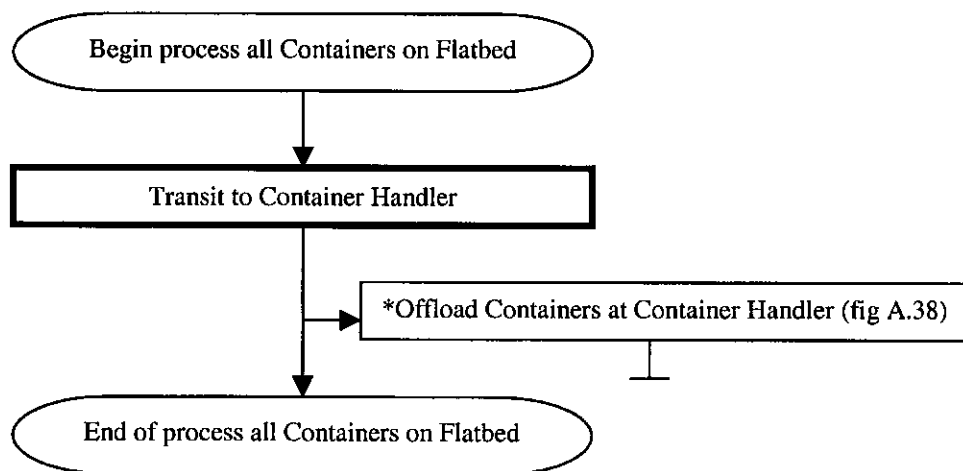 Begin process all Containers on Flatbed
Transit to Container Handler
*Offload Containers at Container Handler (fig A.38)
End of process all Containers on Flatbed